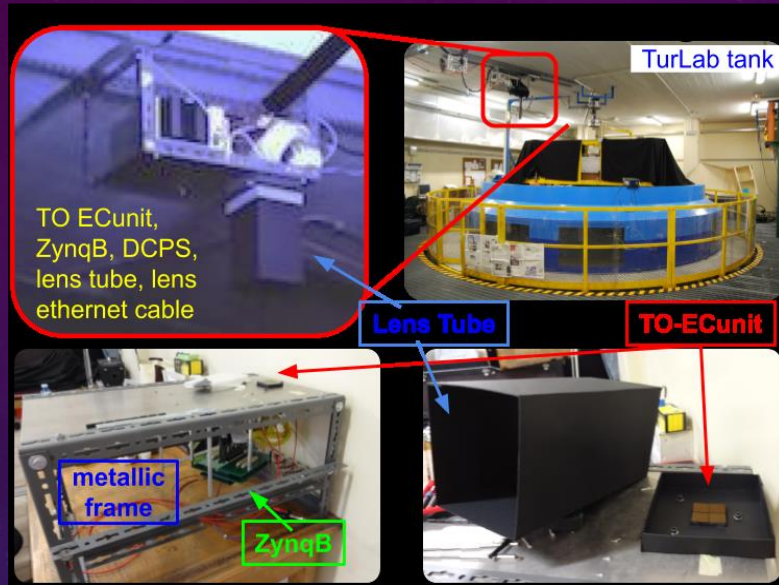 TurLab tank
TO ECunit,
ZynqB, DCPS,
lens tube, lens
ethernet cable
Lens Tube
TO-ECunit
metallic
frame
ZynqB